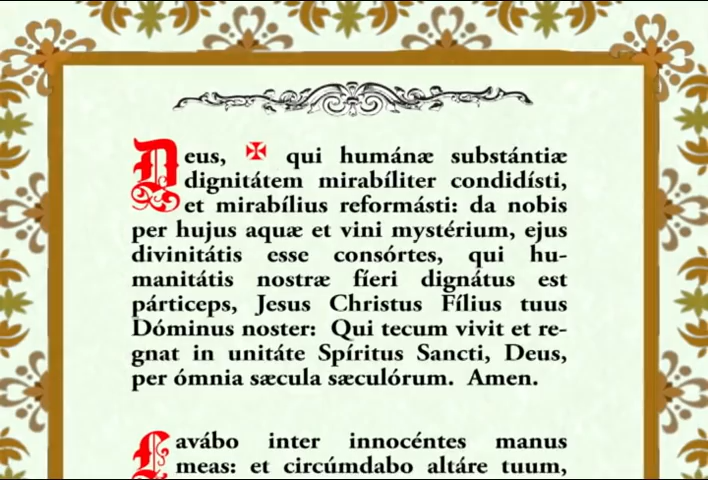 Deus, ✠ qui humánæ substántiæ
dignitátem mirabíliter condidísti,
et mirabílius reformásti: da nobis
per hujus aquæ et vini mystérium, ejus
divinitátis esse consórtes, qui hu-
manitátis nostræ fíeri dignátus est
párticeps, Jesus Christus Fílius tuus
Dóminus noster: Qui tecum vivit et re-
gnat in unitáte Spíritus Sancti, Deus,
per ómnia sæcula sæculórum. Amen.
Lavábo inter innocéntes manus
meas: et circúmdabo altáre tuum,